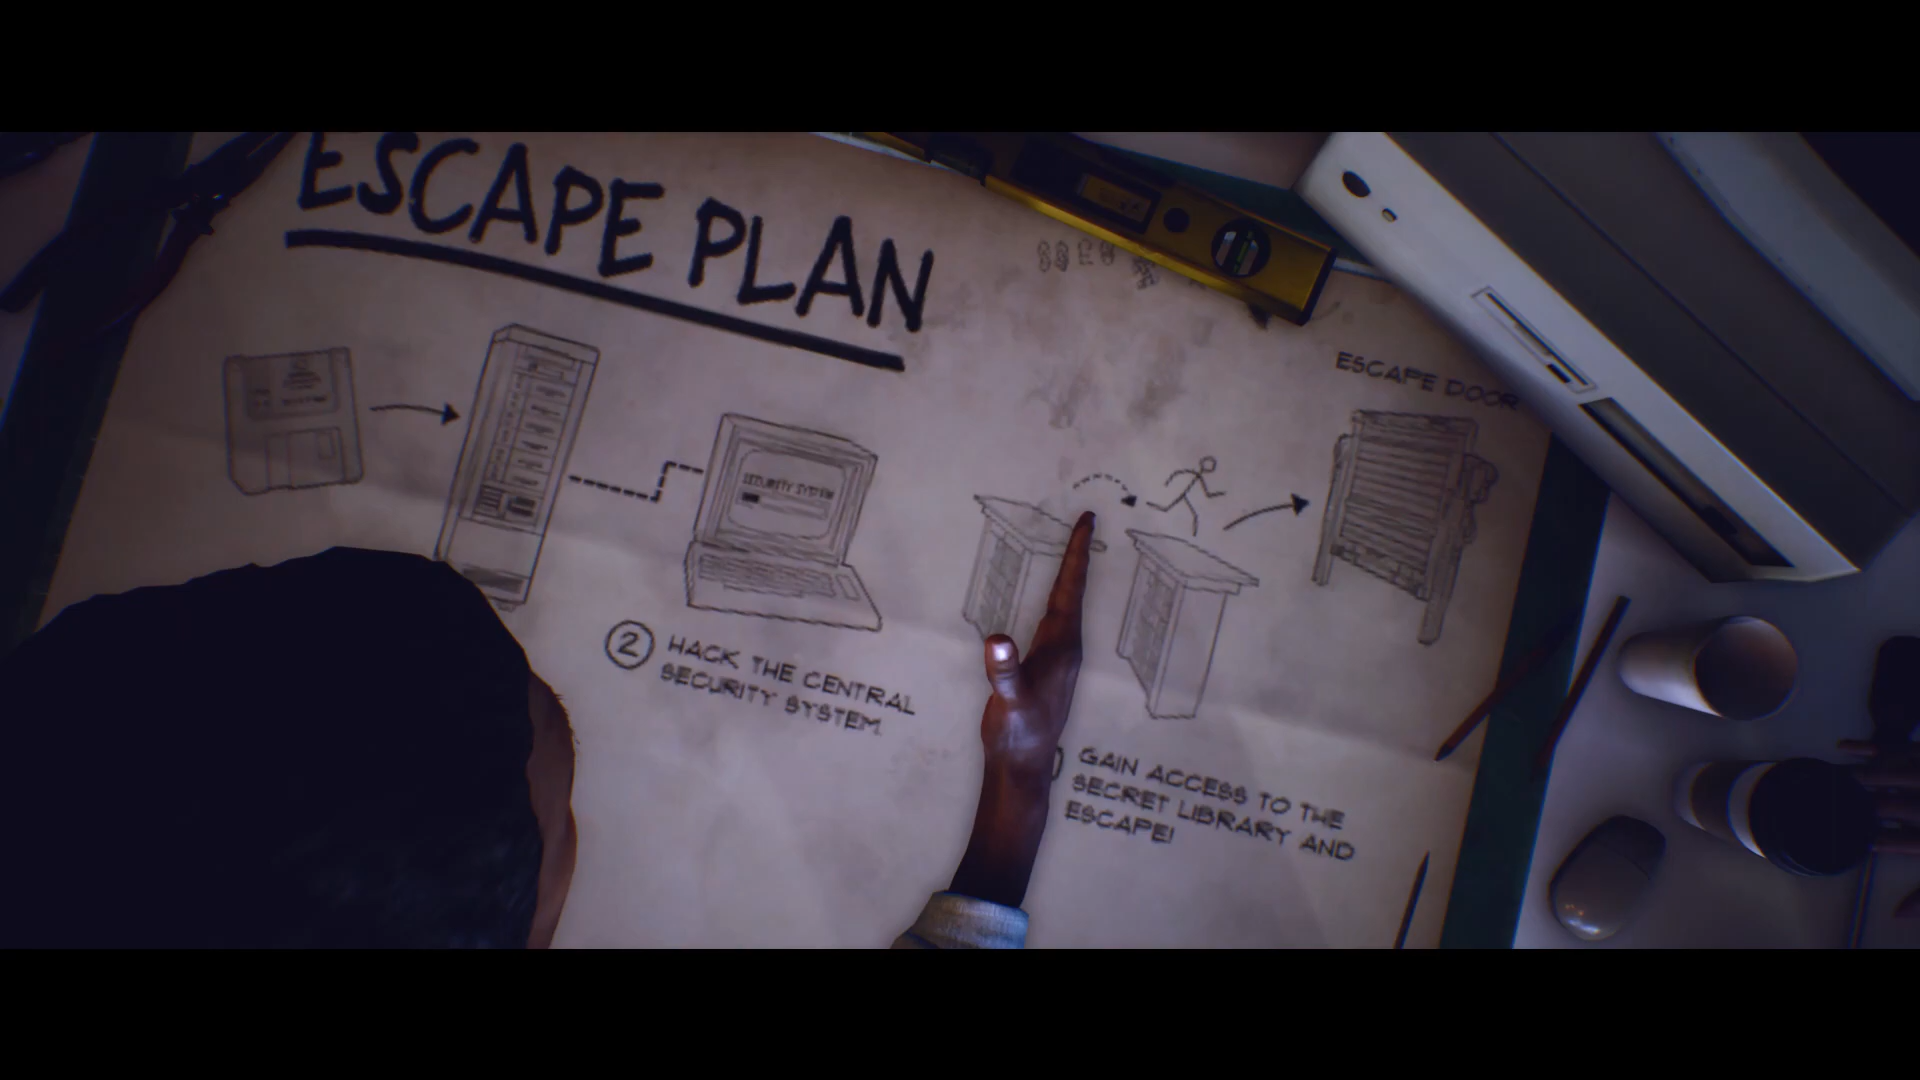 ESCAPE PLAN
ESCAPE DOOR
SECURITY SYSTEM
2 HACK THE CENTRAL
SECURITY SYSTEM.
GAIN ACCESS TO THE
SECRET LIBRARY AND
ESCAPE!